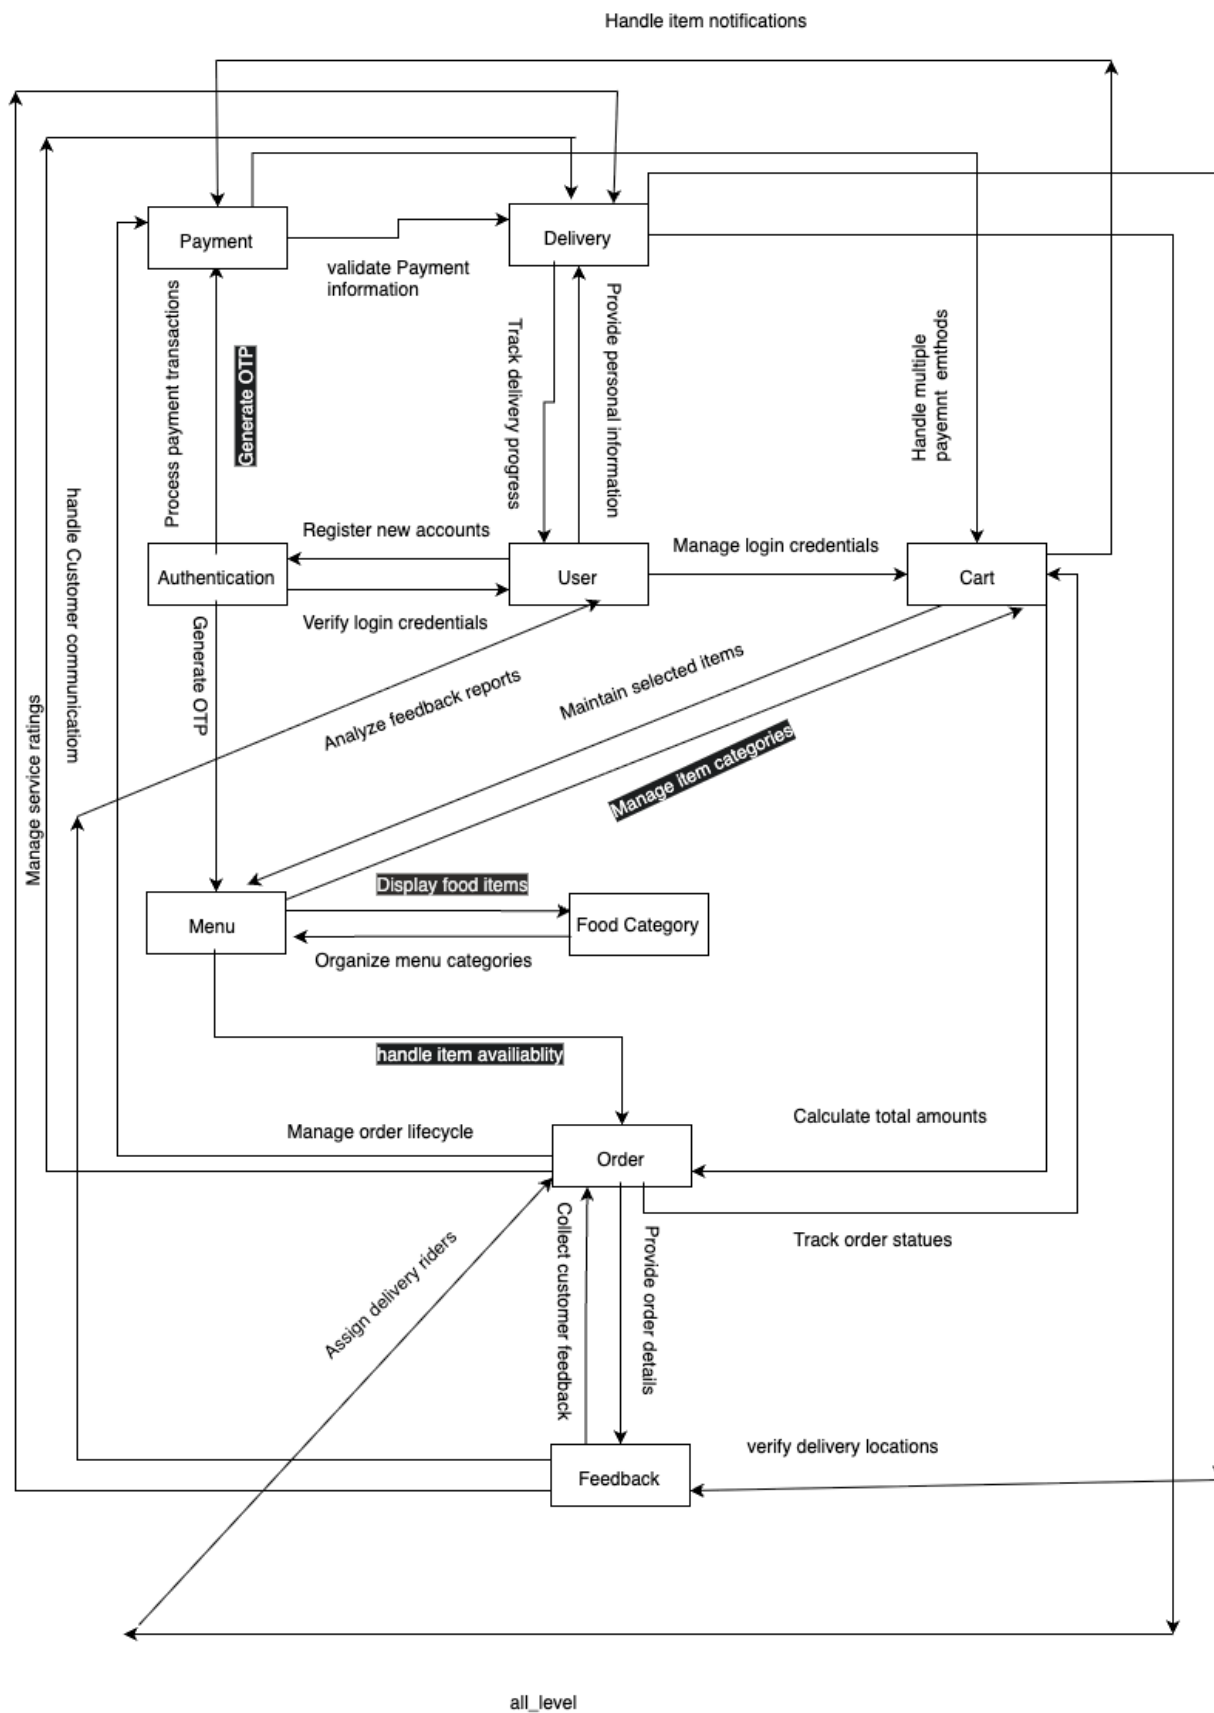 Handle item notifications
Payment
Delivery
validate Payment
information
Process payment transactions
Generate OTP
Track delivery progress
Provide personal information
Handle multiple
payemnt emthods
handle Customer communicatiom
Manage service ratings
Register new accounts
Manage login credentials
Authentication
User
Cart
Verify login credentials
Generate OTP
Analyze feedback reports
Maintain selected items
Manage item categories
Display food items
Menu
Food Category
Organize menu categories
handle item availiablity
Manage order lifecycle
Calculate total amounts
Order
Track order statues
Assign delivery riders
Collect customer feedback
Provide order details
verify delivery locations
Feedback
all_level